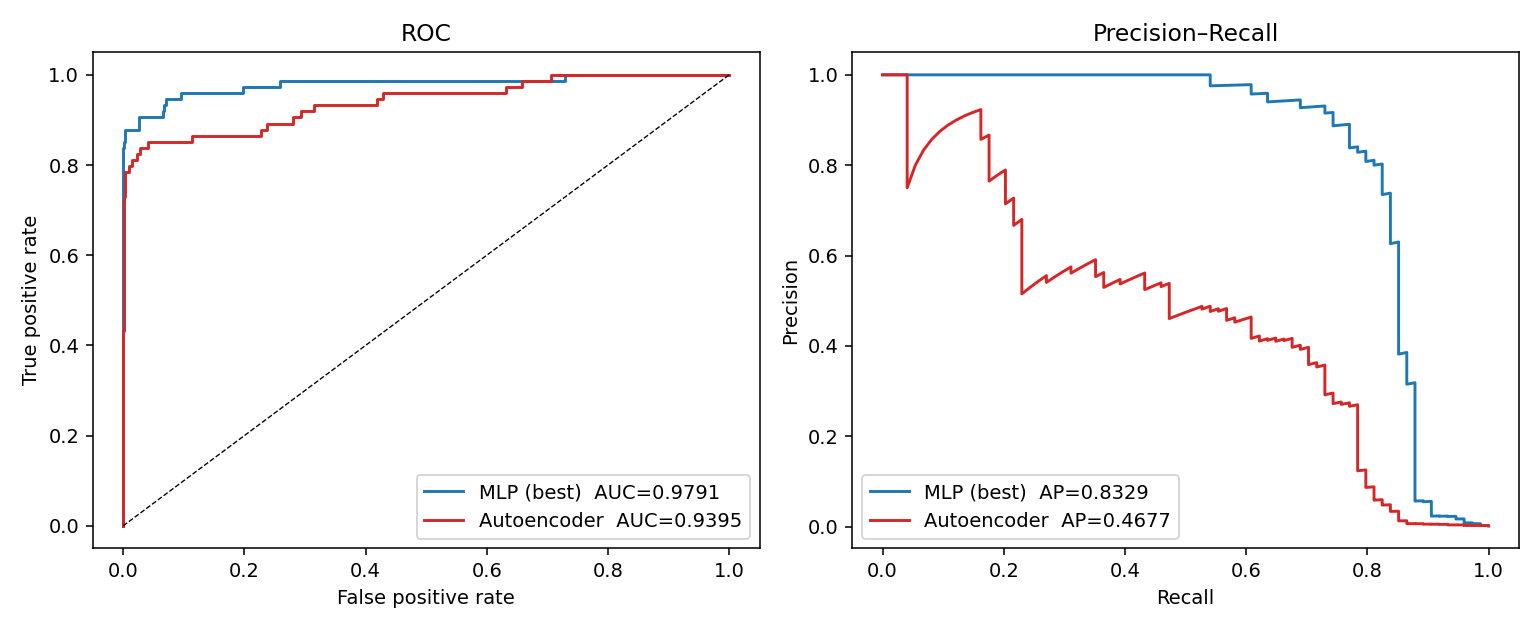 ROC
True positive rate
1.0
0.8
0.6
0.4
0.2
0.0
0.0 0.2 0.4 0.6 0.8 1.0
False positive rate
MLP (best) AUC=0.9791
Autoencoder AUC=0.9395
Precision–Recall
Precision
1.0
0.8
0.6
0.4
0.2
0.0
0.0 0.2 0.4 0.6 0.8 1.0
Recall
MLP (best) AP=0.8329
Autoencoder AP=0.4677